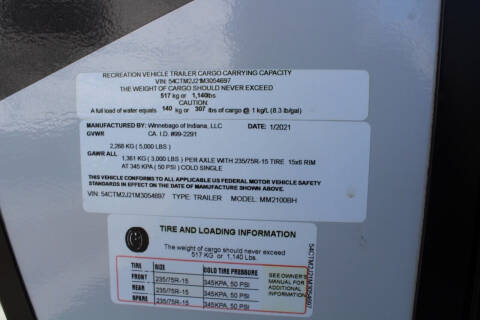 RECREATION VEHICLE TRAILER CARGO CARRYING CAPACITY
VIN: 54CTM2J21M3054697
THE WEIGHT OF CARGO SHOULD NEVER EXCEED
517 kg or 1,140lbs
CAUTION:
A full load of water equals 140 kg or 307 lbs of cargo @ 1 kg/L (8.3 lb/gal)
MANUFACTURED BY: Winnebago of Indiana, LLC DATE: 1/2021
GVWR CA. I.D. #99-2291
2,268 KG ( 5,000 LBS )
GAWR ALL
1,361 KG ( 3,000 LBS ) PER AXLE WITH 235/75R-15 TIRE 15x6 RIM
AT 345 KPA ( 50 PSI ) COLD SINGLE
THIS VEHICLE CONFORMS TO ALL APPLICABLE US FEDERAL MOTOR VEHICLE SAFETY
STANDARDS IN EFFECT ON THE DATE OF MANUFACTURE SHOWN ABOVE.
VIN: 54CTM2J21M3054697 TYPE: TRAILER MODEL: MM2100BH
TIRE AND LOADING INFORMATION
The weight of cargo should never exceed
517 KG or 1,140 Lbs.
TIRE SIZE COLD TIRE PRESSURE
FRONT 235/75R-15 345KPA, 50 PSI
REAR 235/75R-15 345KPA, 50 PSI
SPARE 235/75R-15 345KPA, 50 PSI
SEE OWNER'S
MANUAL FOR
ADDITIONAL
INFORMATION
54CTM2J21M3054697